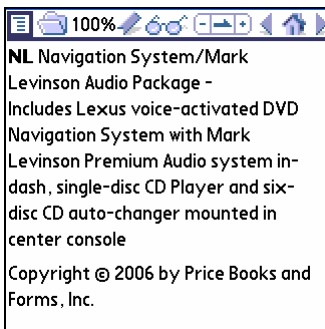 100%
NL Navigation System/Mark
Levinson Audio Package -
Includes Lexus voice-activated DVD
Navigation System with Mark
Levinson Premium Audio system in-
dash, single-disc CD Player and six-
disc CD auto-changer mounted in
center console
Copyright © 2006 by Price Books and
Forms, Inc.